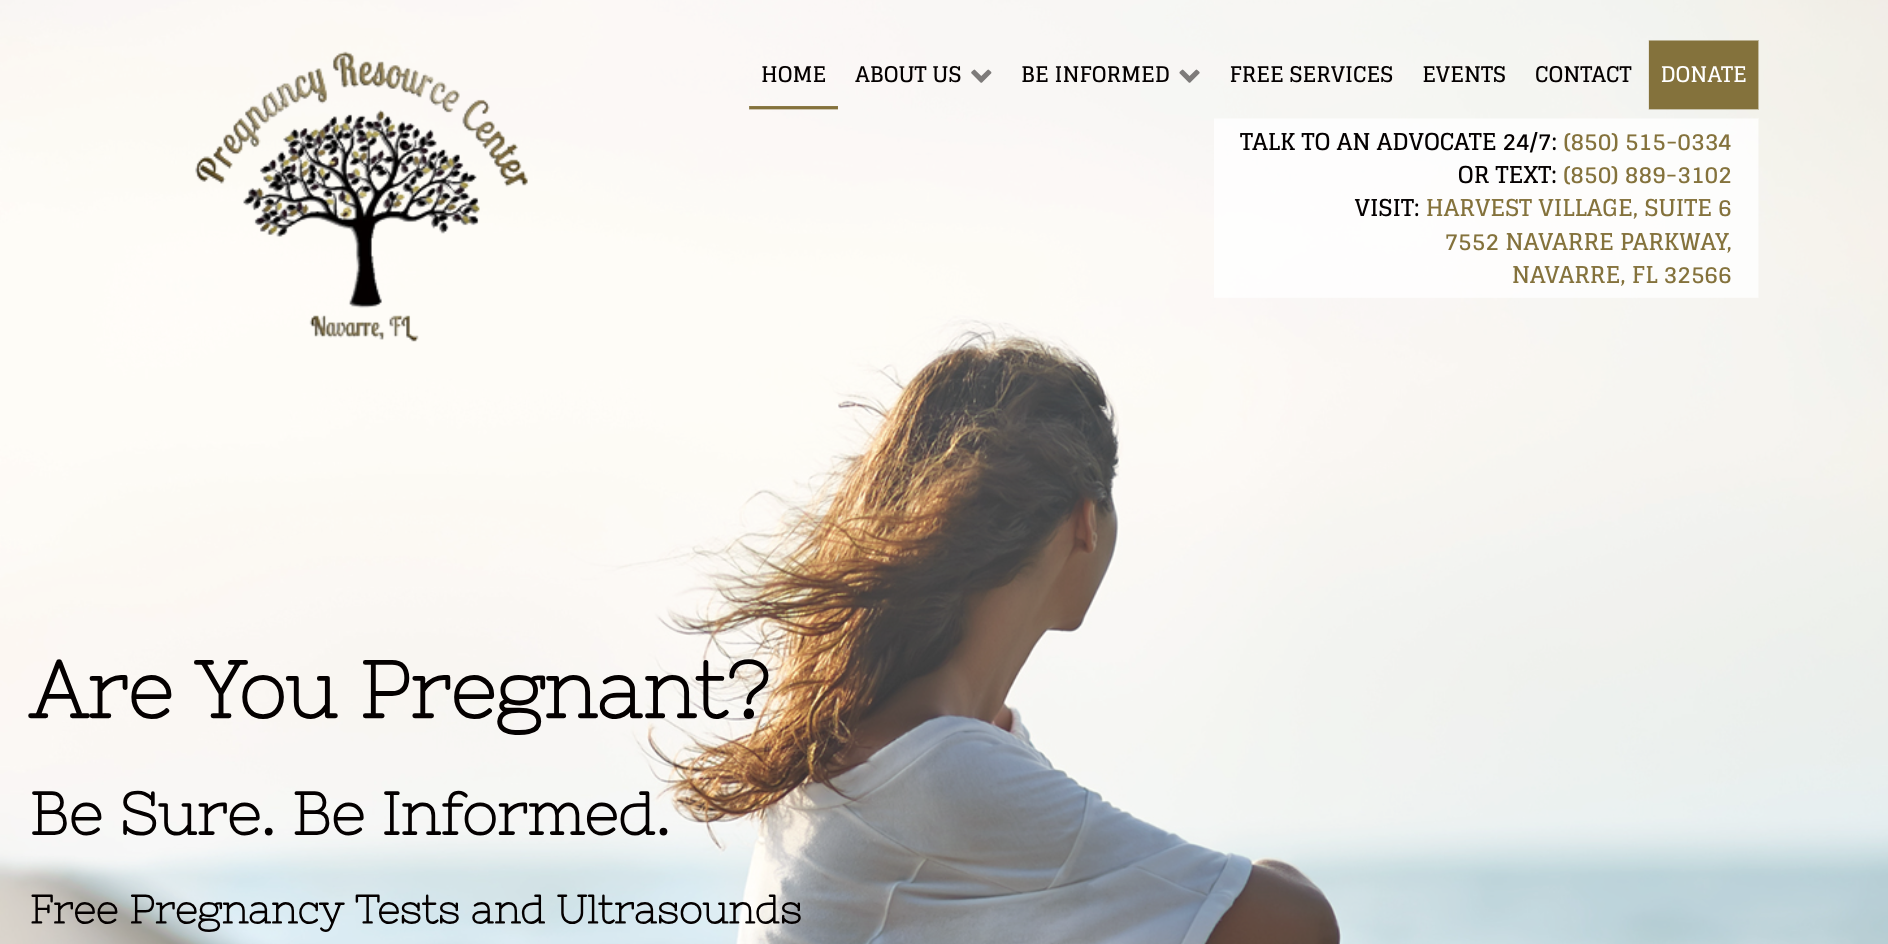 Pregnancy Resource Center
Navarre, FL
HOME ABOUT US BE INFORMED FREE SERVICES EVENTS CONTACT DONATE
TALK TO AN ADVOCATE 24/7: (850) 515-0334
OR TEXT: (850) 889-3102
VISIT: HARVEST VILLAGE, SUITE 6
7552 NAVARRE PARKWAY,
NAVARRE, FL 32566
Are You Pregnant?
Be Sure. Be Informed.
Free Pregnancy Tests and Ultrasounds